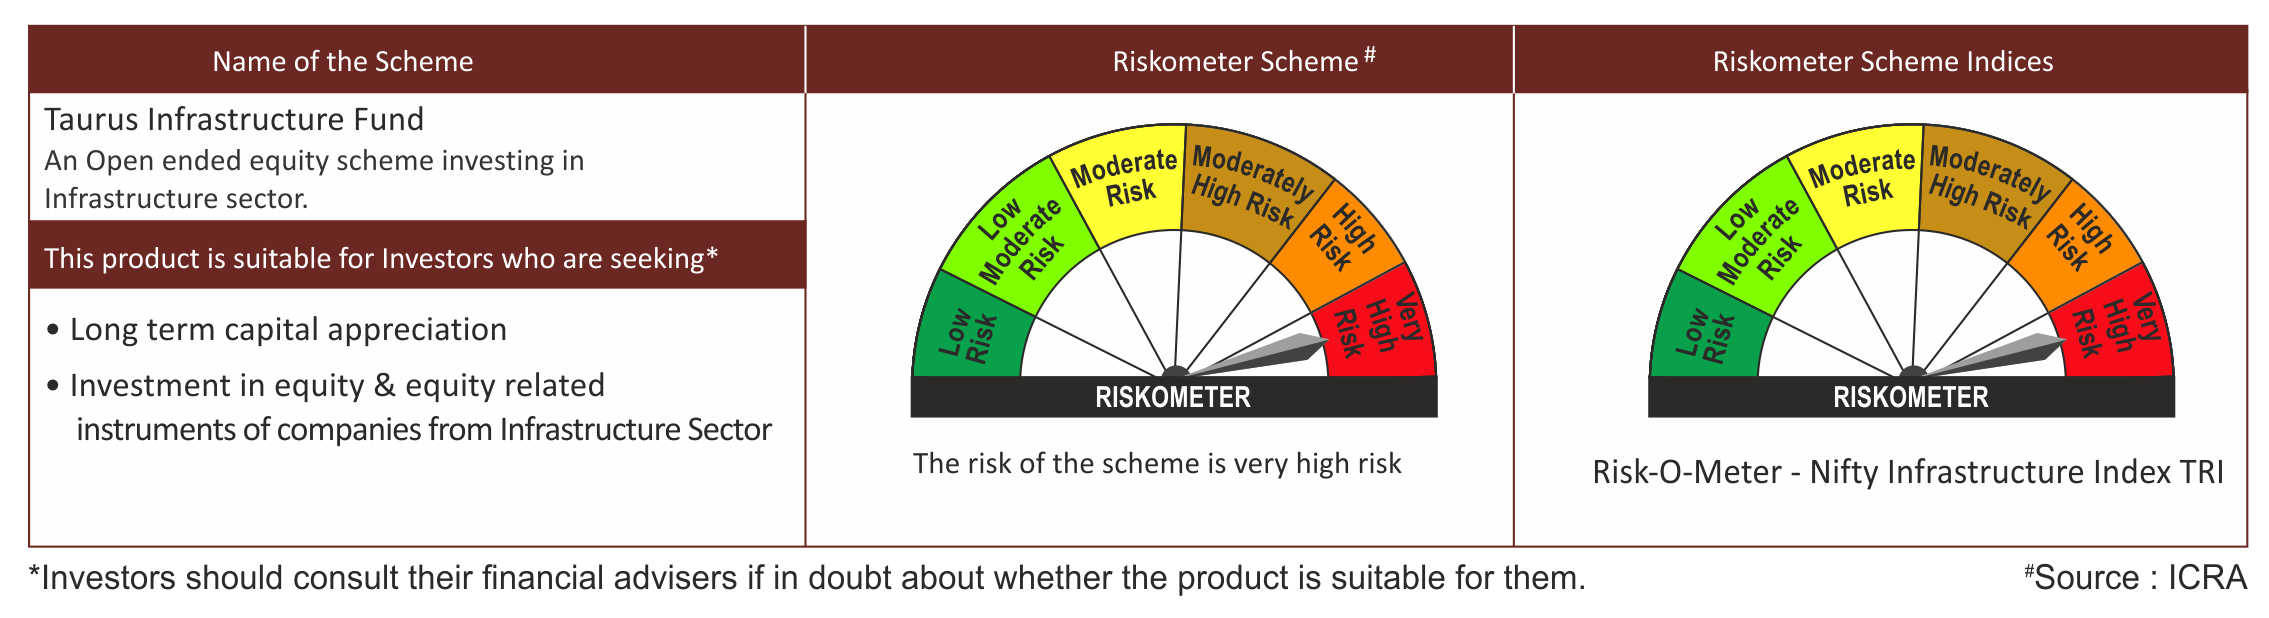 Name of the Scheme
Riskometer Scheme#
Riskometer Scheme Indices
Taurus Infrastructure Fund
An Open ended equity scheme investing in
Infrastructure sector.
This product is suitable for Investors who are seeking*
• Long term capital appreciation
• Investment in equity & equity related
instruments of companies from Infrastructure Sector
Low
Risk
Low
Moderate
Risk
Moderate
Risk
Moderately
High Risk
High
Risk
Very
High
Risk
RISKOMETER
The risk of the scheme is very high risk
Low
Risk
Low
Moderate
Risk
Moderate
Risk
Moderately
High Risk
High
Risk
Very
High
Risk
RISKOMETER
Risk-O-Meter - Nifty Infrastructure Index TRI
*Investors should consult their financial advisers if in doubt about whether the product is suitable for them.
#Source : ICRA